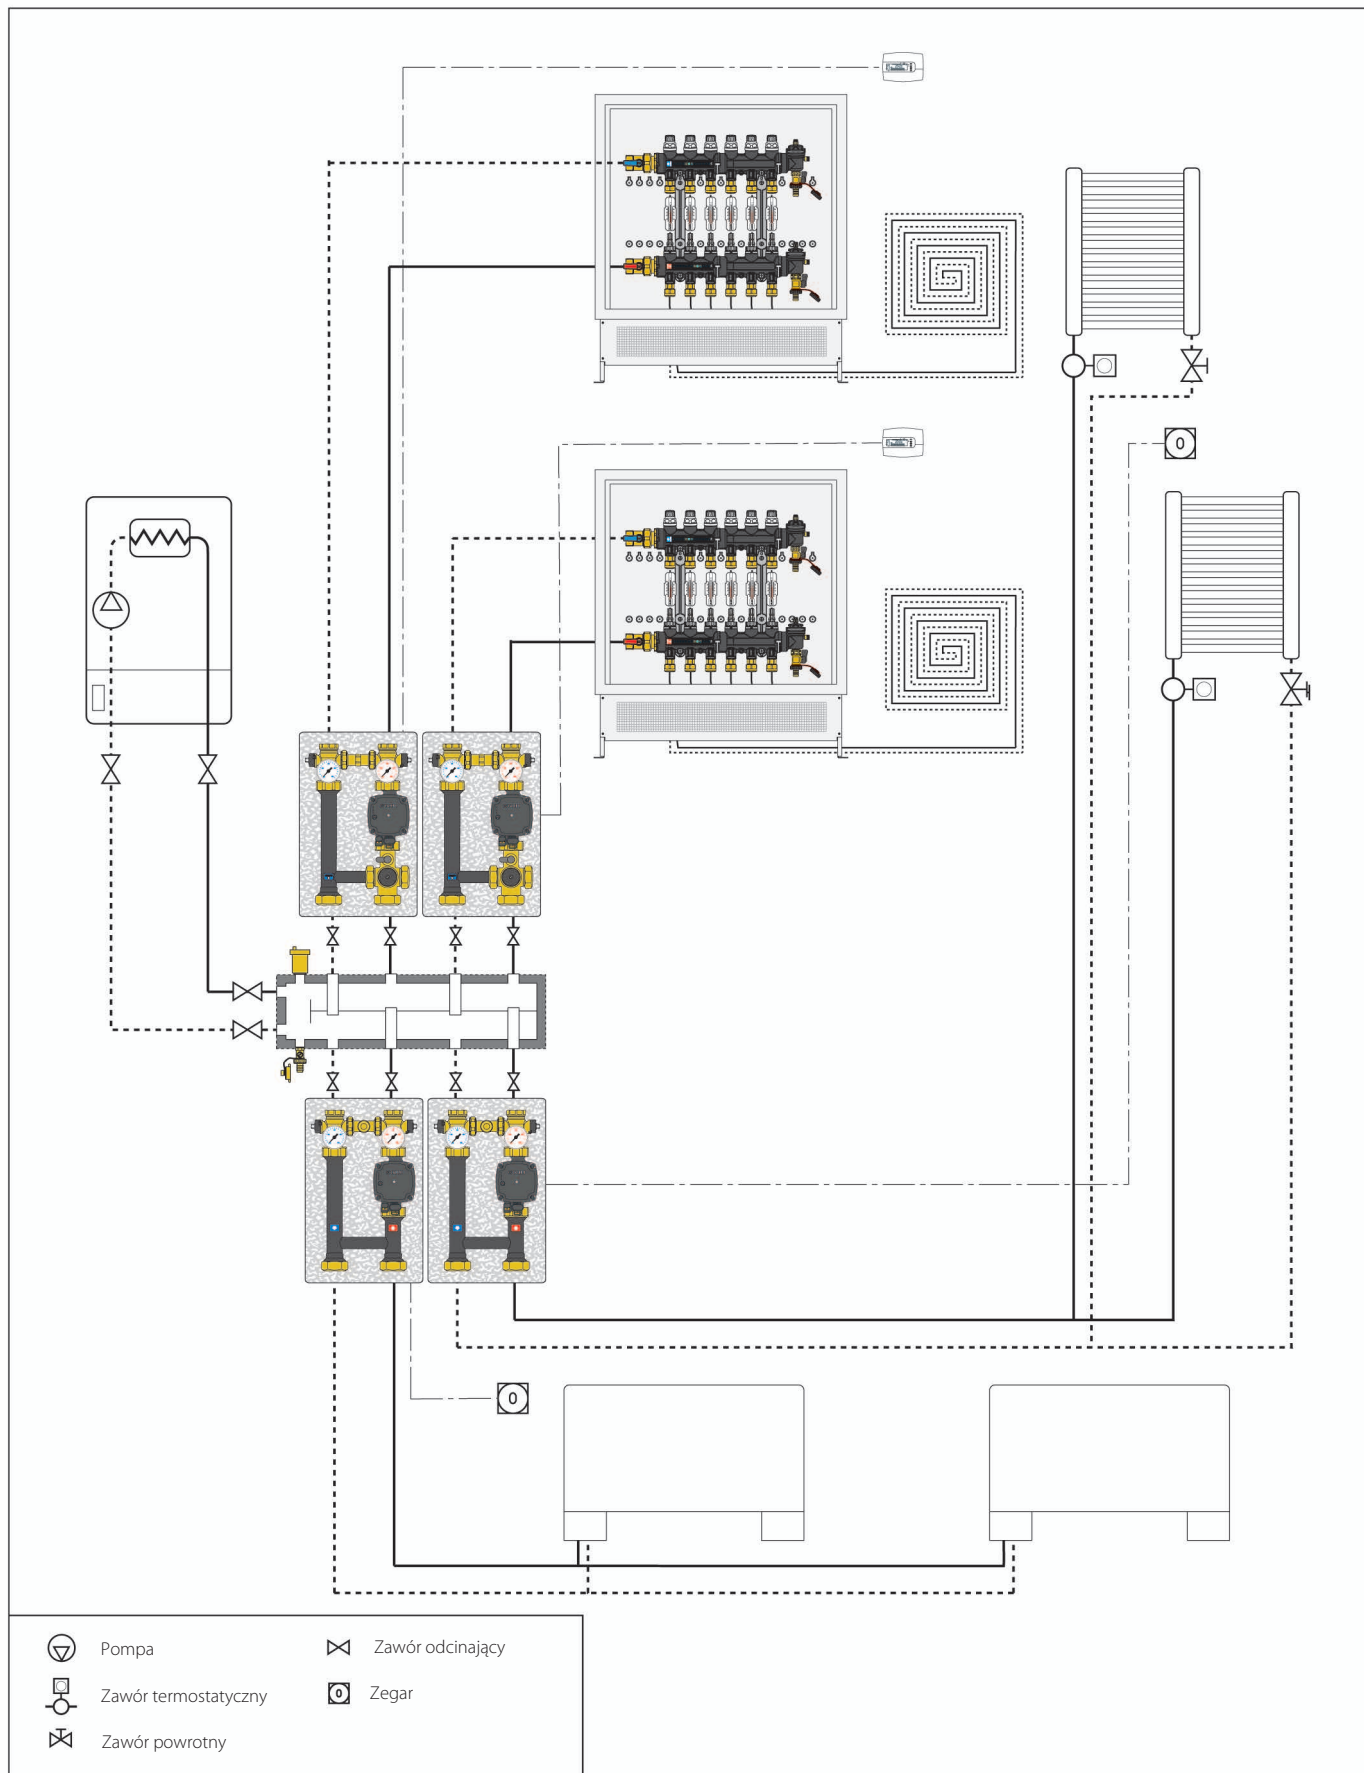 0
0
Pompa
Zawór odcinający
Zawór termostatyczny
0 Zegar
Zawór powrotny